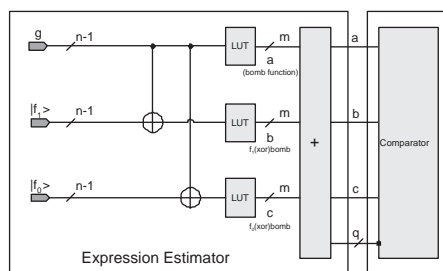 g
n-1
LUT
m
a
a
(bomb function)
|f1>
n-1
LUT
m
b
b
f1(xor)bomb
+
Comparator
|f0>
n-1
LUT
m
c
c
f0(xor)bomb
q
Expression Estimator